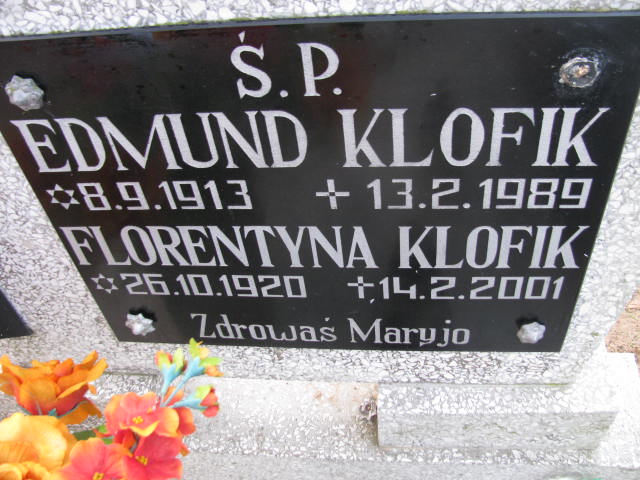 Ś.P.
EDMUND KLOFIK
✡8.9.1913 +13.2.1989
FLORENTYNA KLOFIK
✡26.10.1920 +14.2.2001
Zdrowaś Maryjo